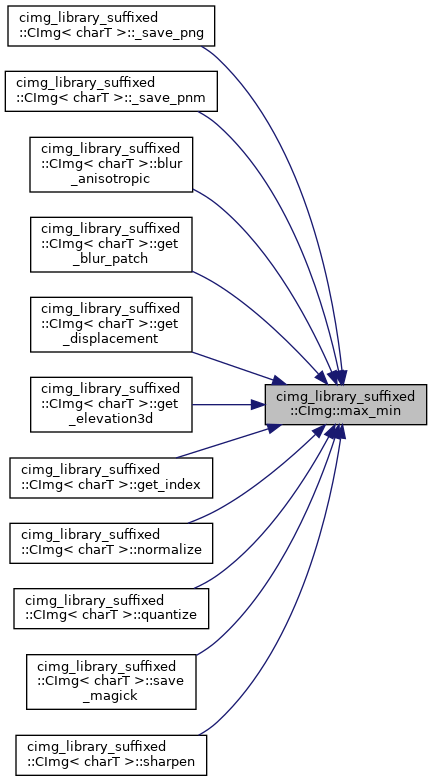 cimg_library_suffixed
::CImg< charT >::_save_png
cimg_library_suffixed
::CImg< charT >::_save_pnm
cimg_library_suffixed
::CImg< charT >::blur
_anisotropic
cimg_library_suffixed
::CImg< charT >::get
_blur_patch
cimg_library_suffixed
::CImg< charT >::get
_displacement
cimg_library_suffixed
::CImg< charT >::get
_elevation3d
cimg_library_suffixed
::CImg::max_min
cimg_library_suffixed
::CImg< charT >::get_index
cimg_library_suffixed
::CImg< charT >::normalize
cimg_library_suffixed
::CImg< charT >::quantize
cimg_library_suffixed
::CImg< charT >::save
_magick
cimg_library_suffixed
::CImg< charT >::sharpen